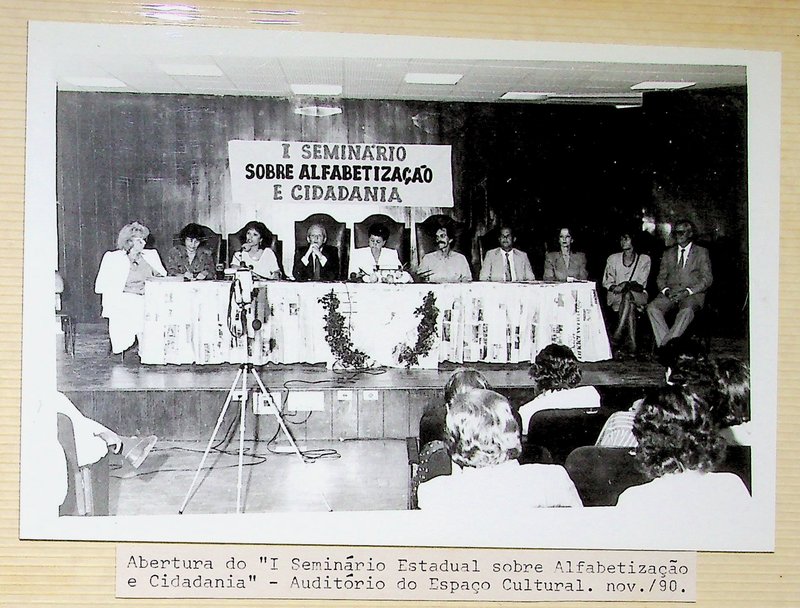 I SEMINÁRIO
SOBRE ALFABETIZAÇÃO
E CIDADANIA
Abertura do "I Seminário Estadual sobre Alfabetização
e Cidadania" - Auditório do Espaço Cultural. nov./90.